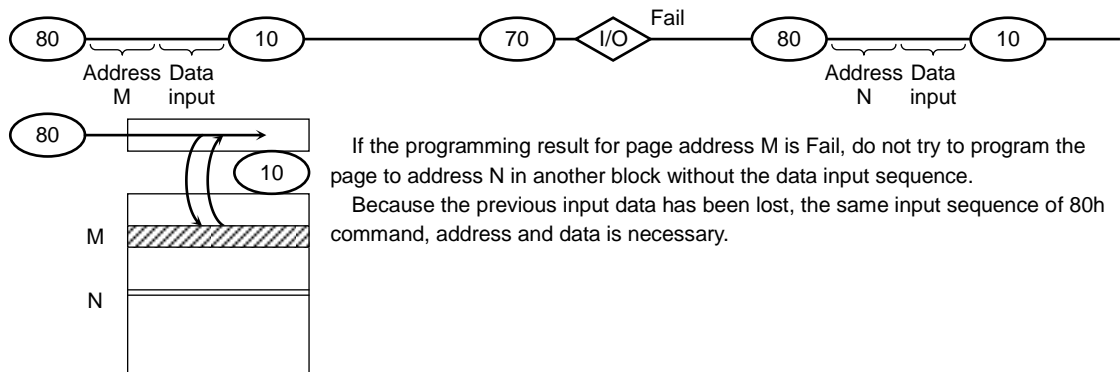 Fail
80 10 70 I/O 80 10
Address Data Address Data
M input N input
80
If the programming result for page address M is Fail, do not try to program the
10
page to address N in another block without the data input sequence.
Because the previous input data has been lost, the same input sequence of 80h
M
command, address and data is necessary.
N